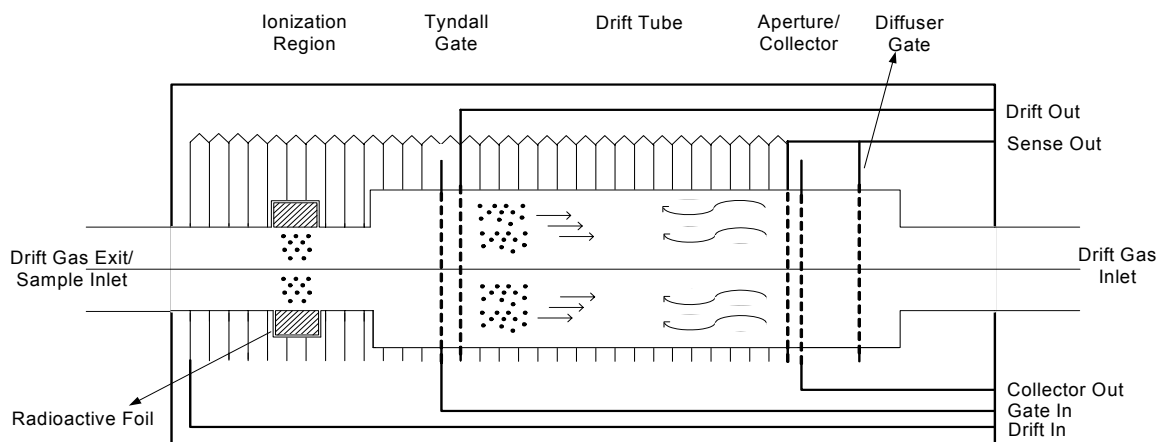 Ionization
Region
Tyndall
Gate
Drift Tube
Aperture/
Collector
Diffuser
Gate
Drift Out
Sense Out
Drift Gas Exit/
Sample Inlet
Drift Gas
Inlet
Radioactive Foil
Collector Out
Gate In
Drift In